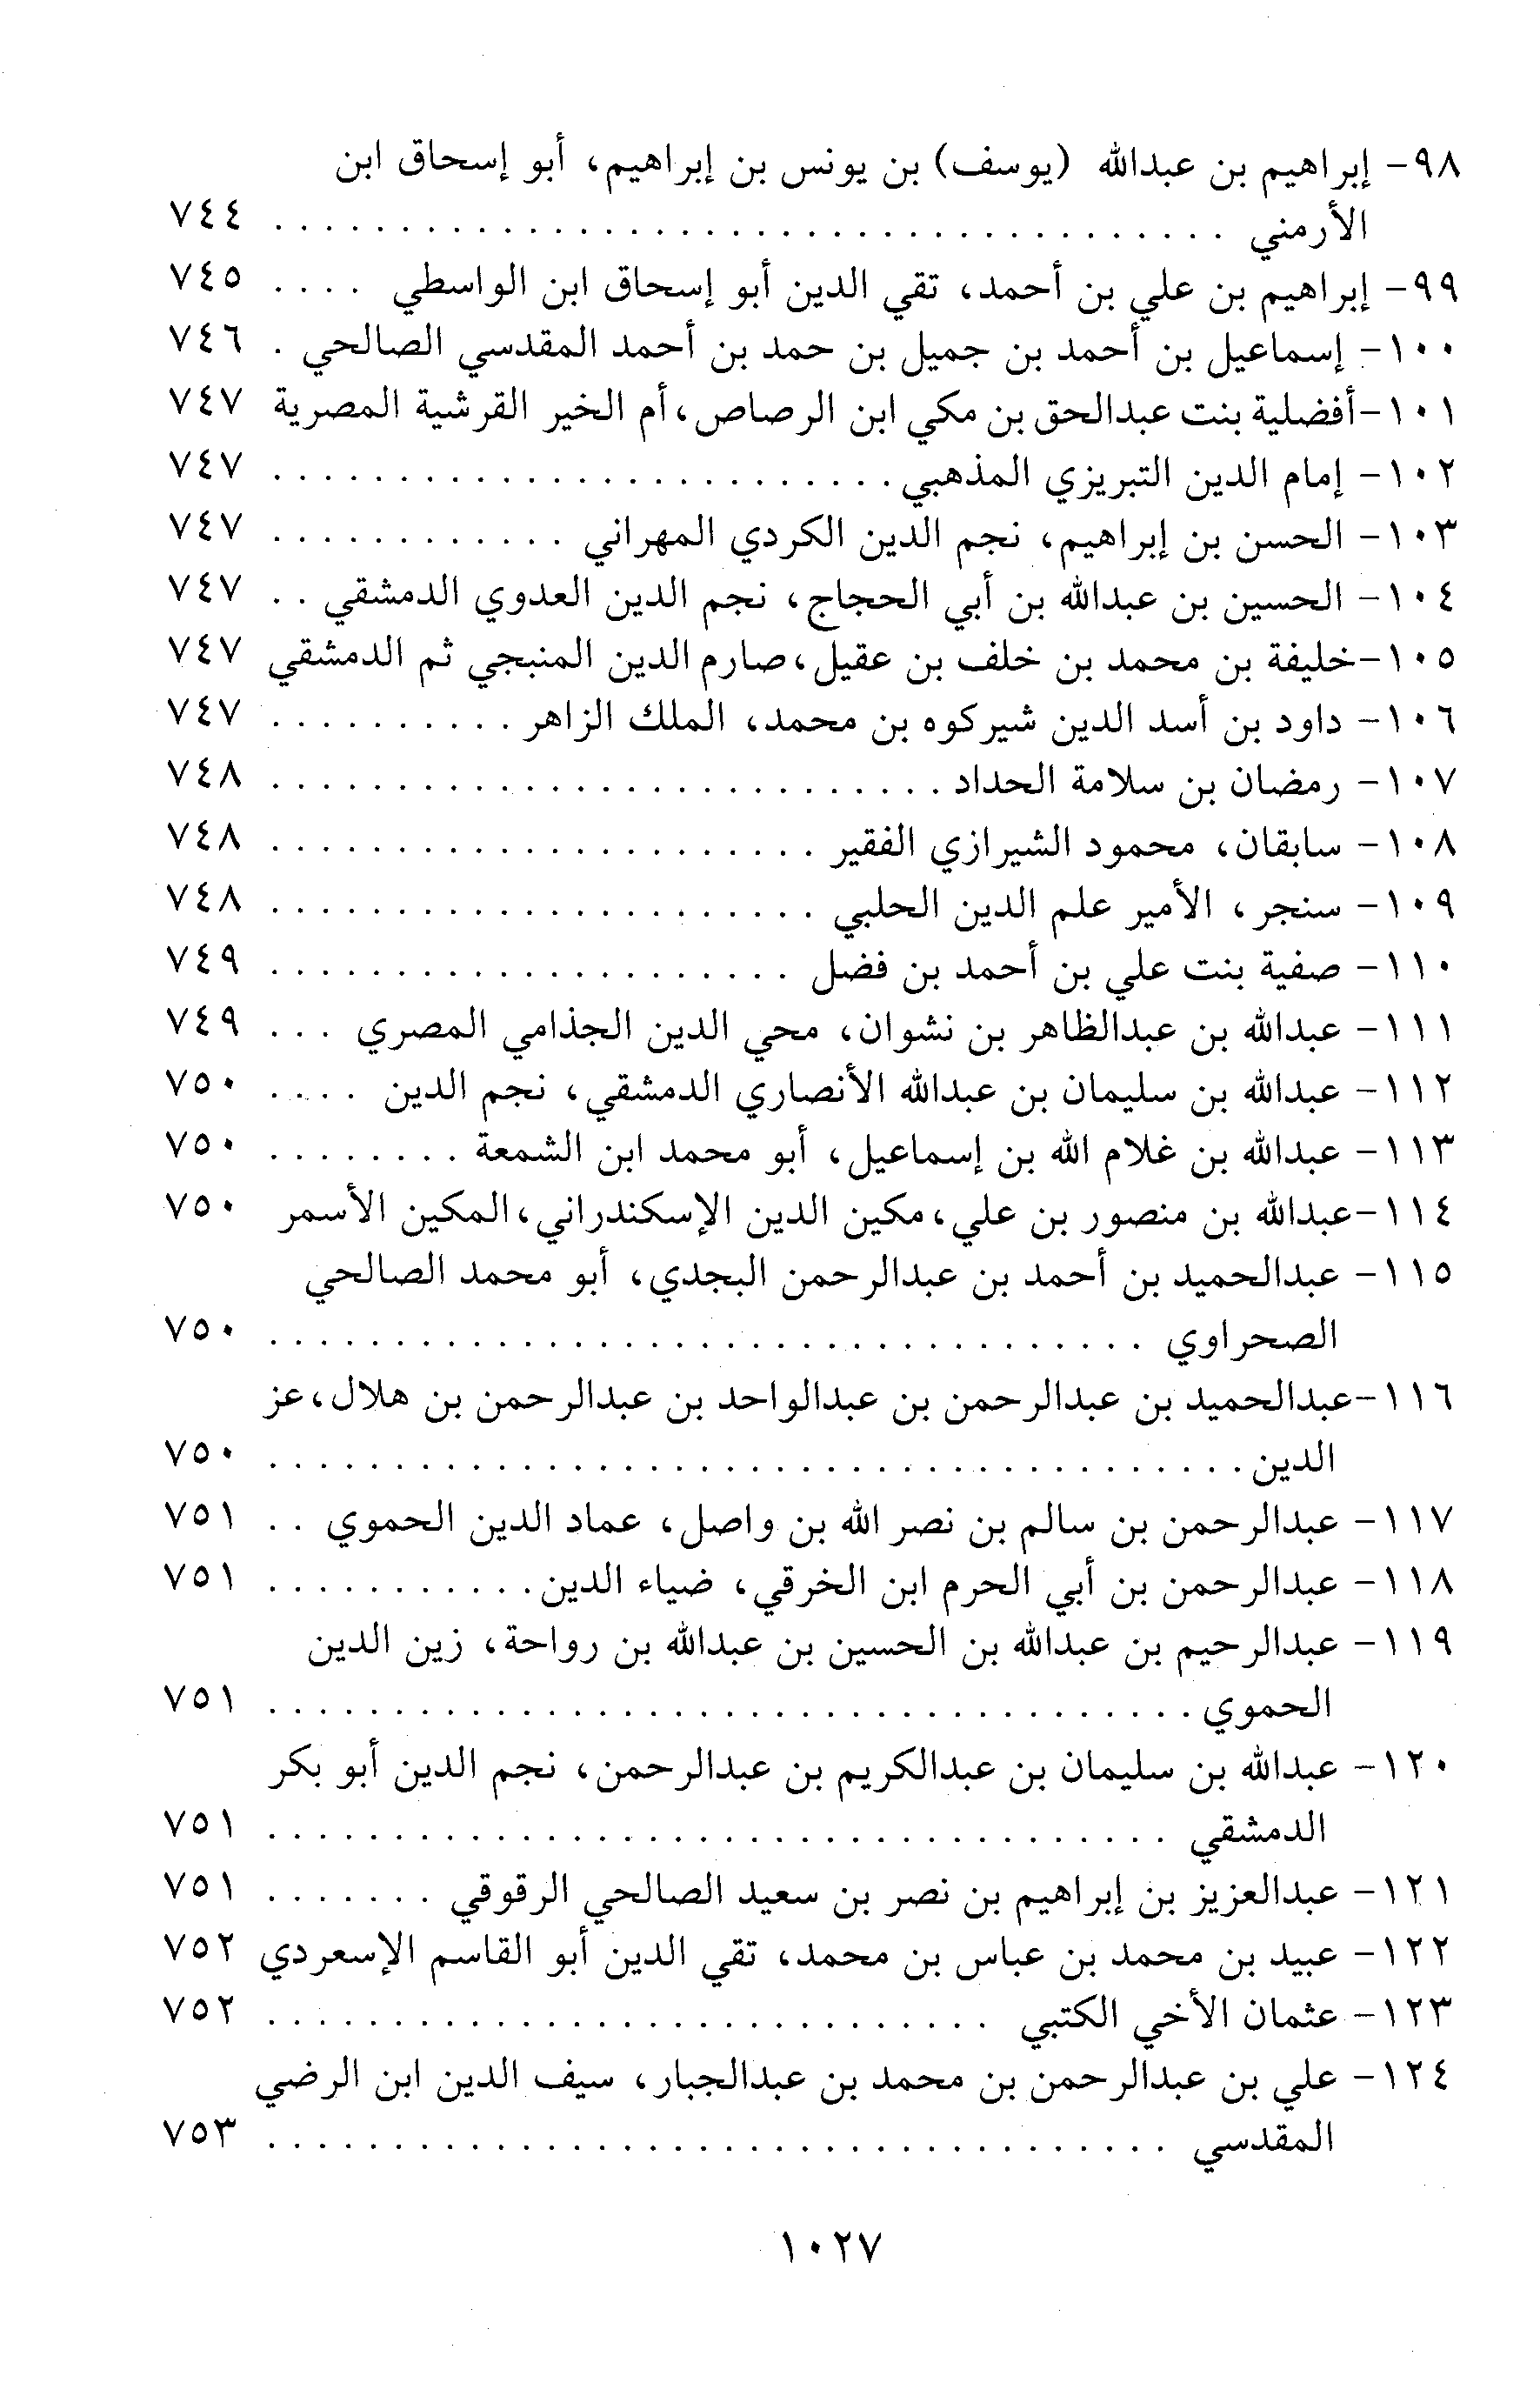 ٩٨- إبراهيم بن عبدالله (يوسف) بن يونس بن إبراهيم، أبو إسحاق ابن
الأرمني . . . . . . . . . . . . . . . . . . . . . . . . . . . . . . . . . . . . . . ٧٤٤
٩٩- إبراهيم بن علي بن أحمد، تقي الدين أبو إسحاق ابن الواسطي . . . . ٧٤٥
١٠٠- إسماعيل بن أحمد بن جميل بن حمد بن أحمد المقدسي الصالحي . ٧٤٦
١٠١-أفضلية بنت عبدالحق بن مكي ابن الرصاص،أم الخير القرشية المصرية ٧٤٧
١٠٢- إمام الدين التبريزي المذهبي . . . . . . . . . . . . . . . . . . . . . . . . . ٧٤٧
١٠٣- الحسن بن إبراهيم، نجم الدين الكردي المهراني . . . . . . . . . . . . ٧٤٧
١٠٤- الحسين بن عبدالله بن أبي الحجاج، نجم الدين العدوي الدمشقي . . ٧٤٧
١٠٥-خليفة بن محمد بن خلف بن عقيل،صارم الدين المنبجي ثم الدمشقي ٧٤٧
١٠٦- داود بن أسد الدين شيركوه بن محمد، الملك الزاهر . . . . . . . . . . ٧٤٧
١٠٧- رمضان بن سلامة الحداد . . . . . . . . . . . . . . . . . . . . . . . . . . . ٧٤٨
١٠٨- سابقان، محمود الشيرازي الفقير . . . . . . . . . . . . . . . . . . . . . . ٧٤٨
١٠٩- سنجر، الأمير علم الدين الحلبي . . . . . . . . . . . . . . . . . . . . . . ٧٤٨
١١٠- صفية بنت علي بن أحمد بن فضل . . . . . . . . . . . . . . . . . . . . . ٧٤٩
١١١- عبدالله بن عبدالظاهر بن نشوان، محي الدين الجذامي المصري . . . ٧٤٩
١١٢- عبدالله بن سليمان بن عبدالله الأنصاري الدمشقي، نجم الدين . . . . ٧٥٠
١١٣- عبدالله بن غلام الله بن إسماعيل، أبو محمد ابن الشمعة . . . . . . . . ٧٥٠
١١٤-عبدالله بن منصور بن علي،مكين الدين الإسكندراني،المكين الأسمر ٧٥٠
١١٥- عبدالحميد بن أحمد بن عبدالرحمن البجدي، أبو محمد الصالحي
الصحراوي . . . . . . . . . . . . . . . . . . . . . . . . . . . . . . . . . . . ٧٥٠
١١٦-عبدالحميد بن عبدالرحمن بن عبدالواحد بن عبدالرحمن بن هلال،عز
الدين . . . . . . . . . . . . . . . . . . . . . . . . . . . . . . . . . . . . . . . ٧٥٠
١١٧- عبدالرحمن بن سالم بن نصر الله بن واصل، عماد الدين الحموي . . ٧٥١
١١٨- عبدالرحمن بن أبي الحرم ابن الخرقي، ضياء الدين . . . . . . . . . . . ٧٥١
١١٩- عبدالرحيم بن عبدالله بن الحسين بن عبدالله بن رواحة، زين الدين
الحموي . . . . . . . . . . . . . . . . . . . . . . . . . . . . . . . . . . . . . ٧٥١
١٢٠- عبدالله بن سليمان بن عبدالكريم بن عبدالرحمن، نجم الدين أبو بكر
الدمشقي . . . . . . . . . . . . . . . . . . . . . . . . . . . . . . . . . . . . ٧٥١
١٢١- عبدالعزيز بن إبراهيم بن نصر بن سعيد الصالحي الرقوقي . . . . . . . ٧٥١
١٢٢- عبيد بن محمد بن عباس بن محمد، تقي الدين أبو القاسم الإسعردي ٧٥٢
١٢٣- عثمان الأخي الكتبي . . . . . . . . . . . . . . . . . . . . . . . . . . . . . ٧٥٢
١٢٤- علي بن عبدالرحمن بن محمد بن عبدالجبار، سيف الدين ابن الرضي
المقدسي . . . . . . . . . . . . . . . . . . . . . . . . . . . . . . . . . . . . ٧٥٣
١٠٢٧